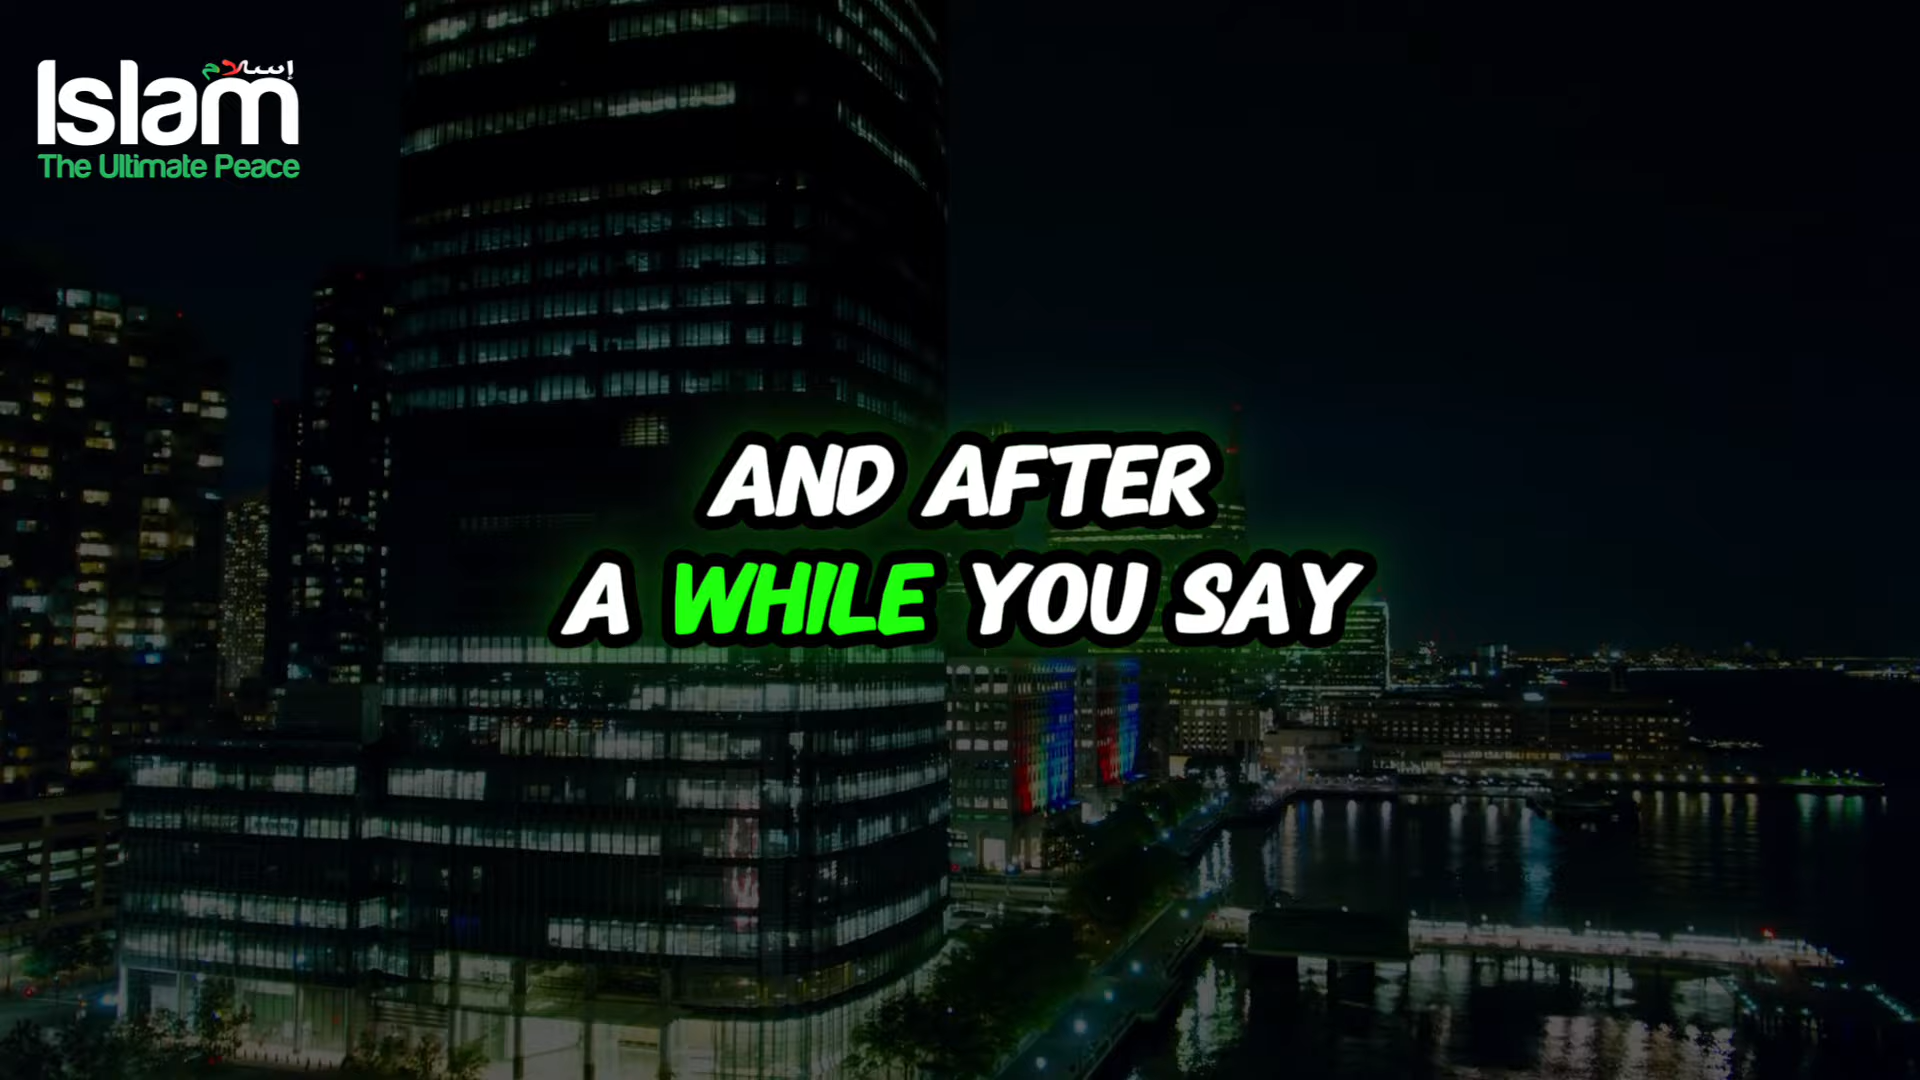 إسلام
Islam
The Ultimate Peace
AND AFTER
A WHILE YOU SAY